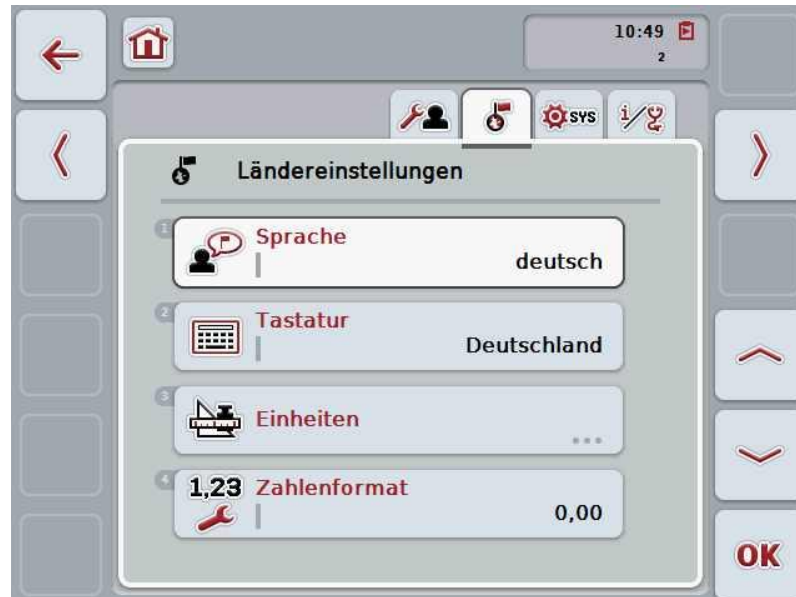 10:49
2
SYS
i/
Ländereinstellungen
1
Sprache
deutsch
2
Tastatur
Deutschland
3
Einheiten
...
4
1,23 Zahlenformat
0,00
OK